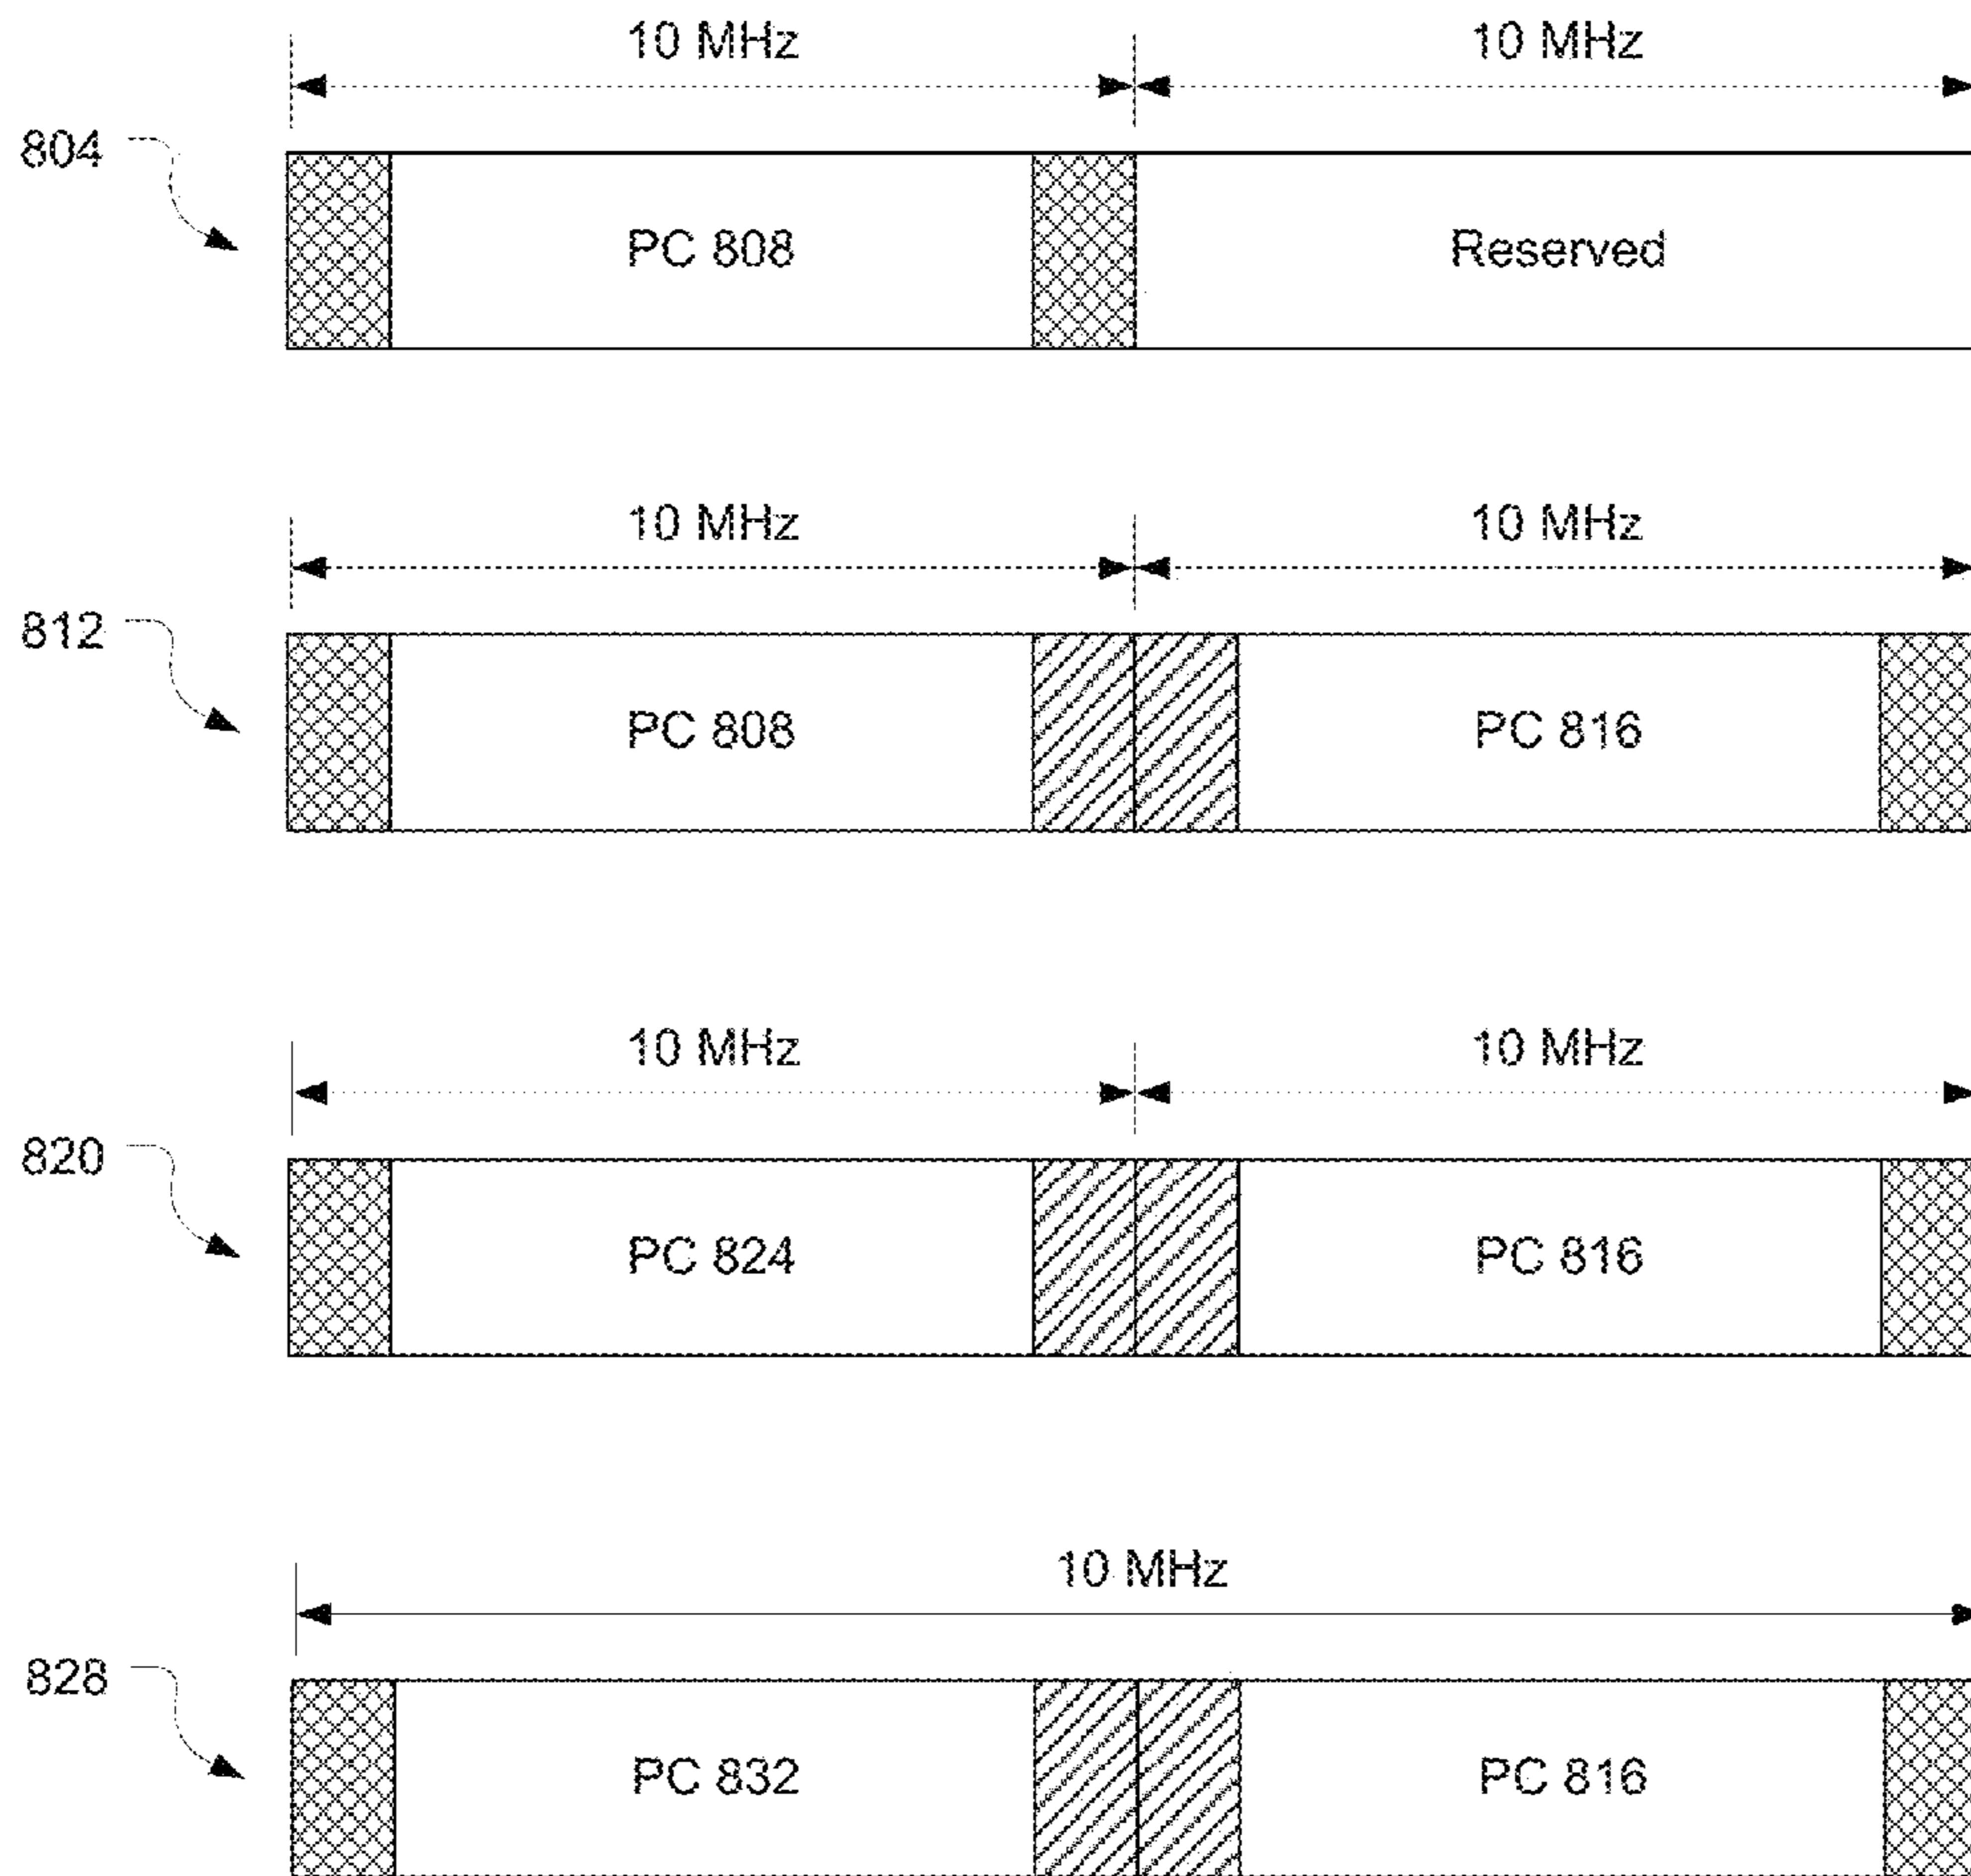 10 MHz 10 MHz
804
PC 808 Reserved
10 MHz 10 MHz
812
PC 808 PC 816
10 MHz 10 MHz
820
PC 824 PC 816
10 MHz
828
PC 832 PC 816